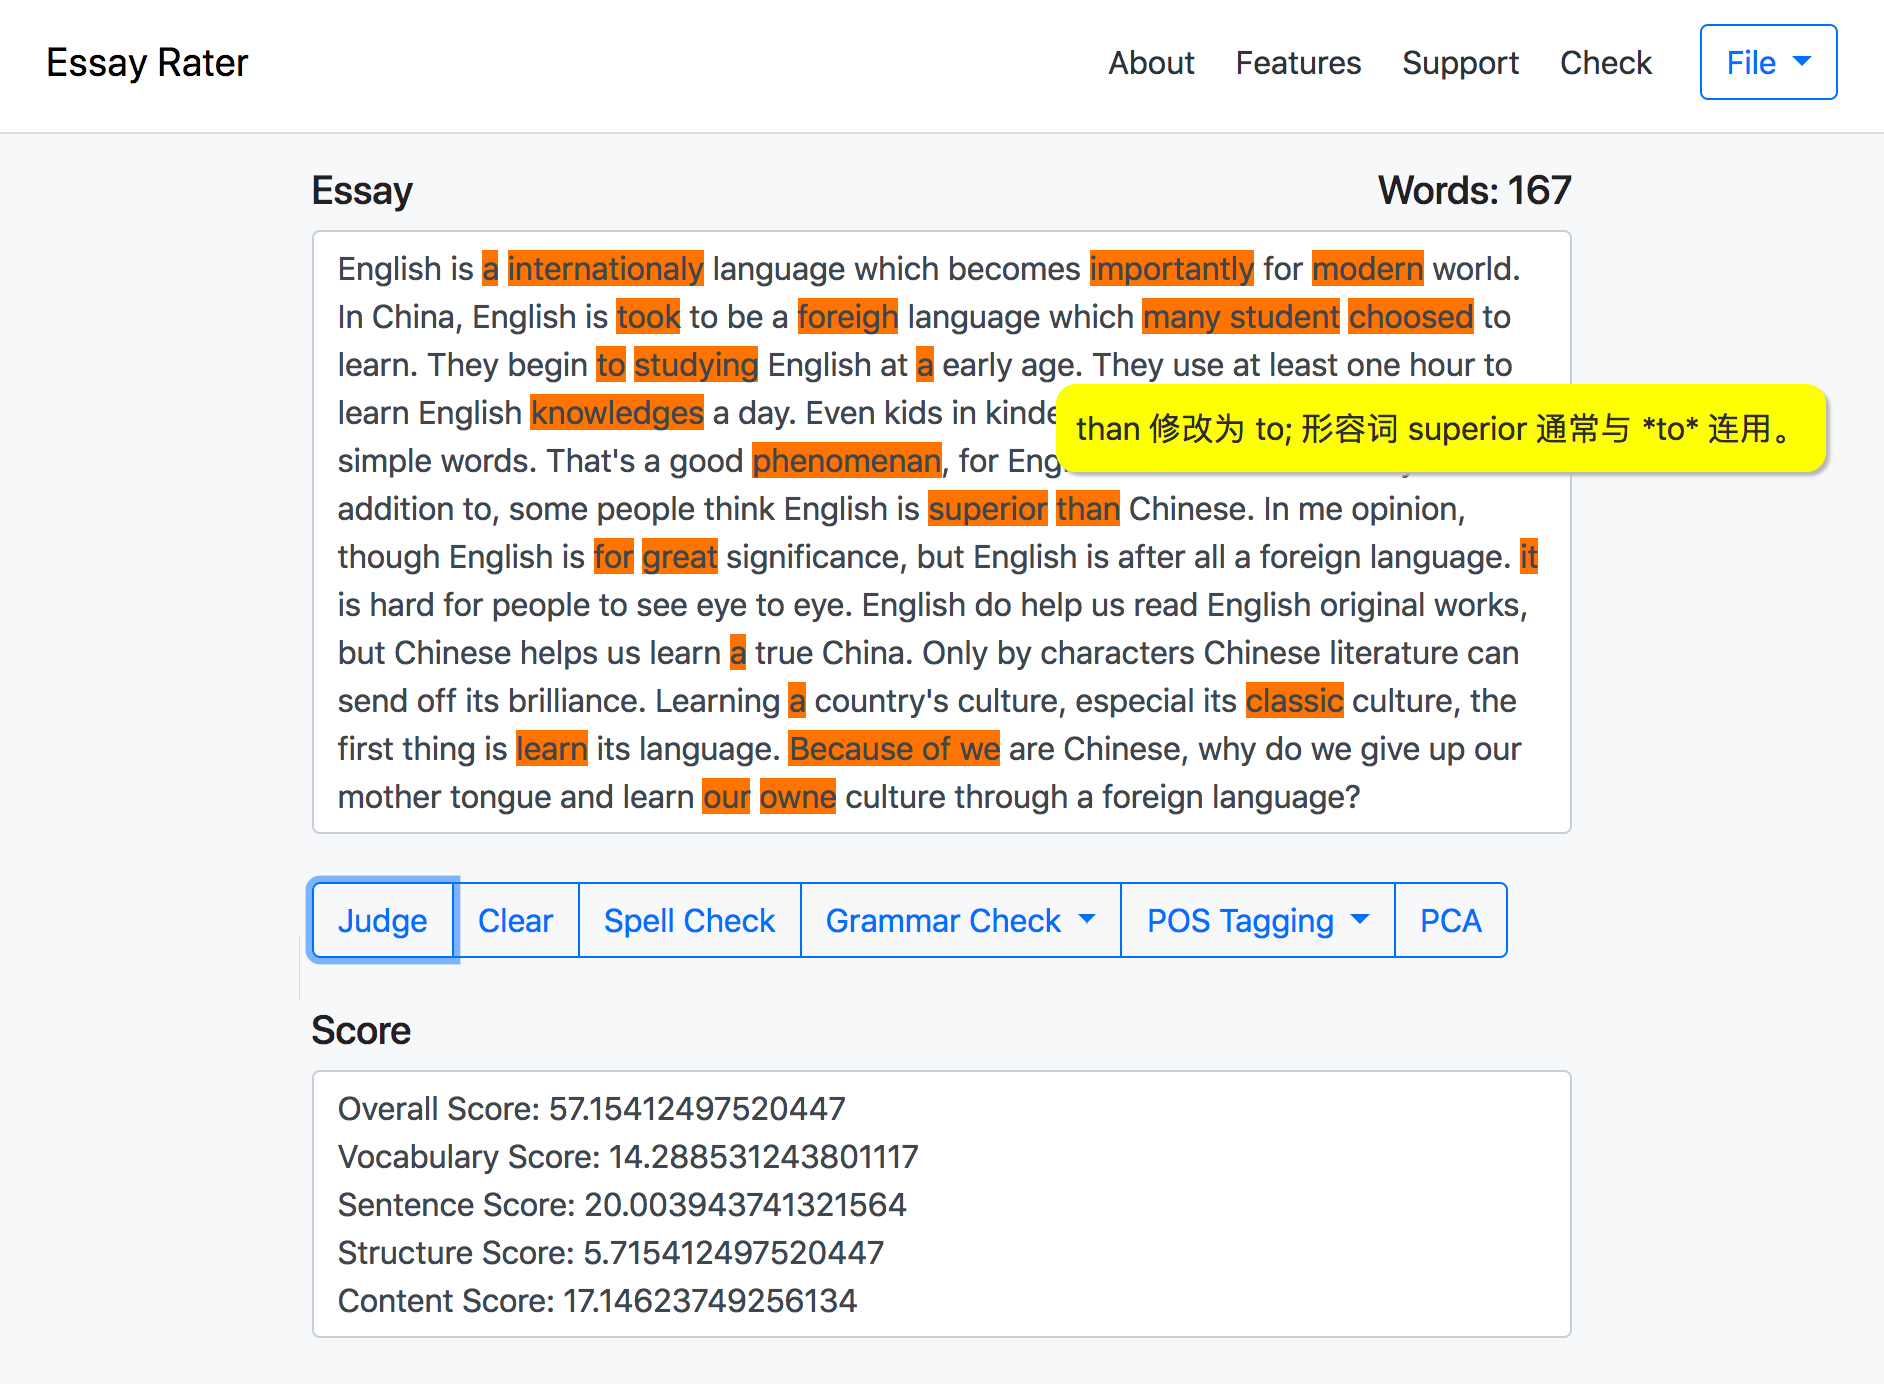 Essay Rater
About
Features
Support
Check
File
Essay
Words: 167
English is a internationaly language which becomes importantly for modern world.
In China, English is took to be a foreigh language which many student choosed to
learn. They begin to studying English at a early age. They use at least one hour to
learn English knowledges a day. Even kids in
simple words. That's a good phenomenan, for
addition to, some people think English is superior than Chinese. In me opinion,
though English is for great significance, but English is after all a foreign language. it
is hard for people to see eye to eye. English do help us read English original works,
but Chinese helps us learn a true China. Only by characters Chinese literature can
send off its brilliance. Learning a country's culture, especial its classic culture, the
first thing is learn its language. Because of we are Chinese, why do we give up our
mother tongue and learn our owne culture through a foreign language?
than 修改为 to; 形容词 superior 通常与 *to* 连用。
Judge
Clear
Spell Check
Grammar Check
POS Tagging
PCA
Score
Overall Score: 57.15412497520447
Vocabulary Score: 14.288531243801117
Sentence Score: 20.003943741321564
Structure Score: 5.715412497520447
Content Score: 17.14623749256134